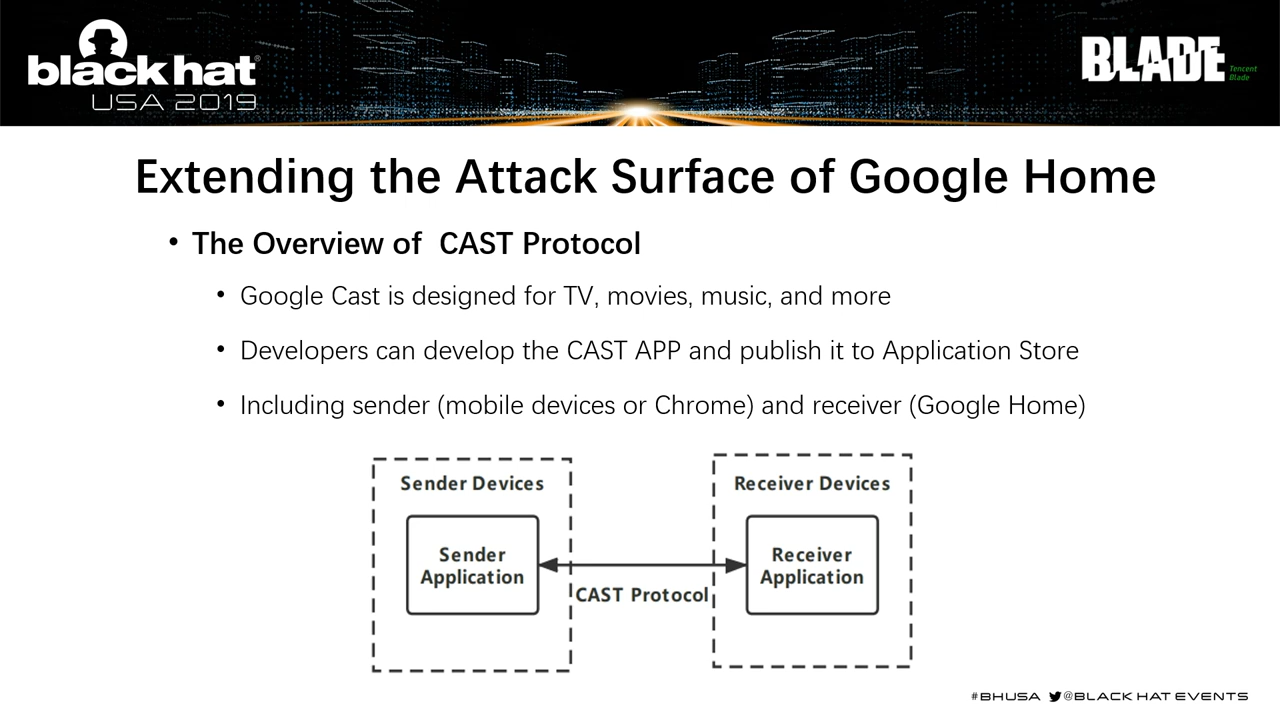 black hat®
USA 2019
BLADE
Tencent
Blade
Extending the Attack Surface of Google Home
• The Overview of CAST Protocol
• Google Cast is designed for TV, movies, music, and more
• Developers can develop the CAST APP and publish it to Application Store
• Including sender (mobile devices or Chrome) and receiver (Google Home)
Sender Devices
Receiver Devices
Sender
Application
Receiver
Application
CAST Protocol
#BHUSA @BLACK HAT EVENTS